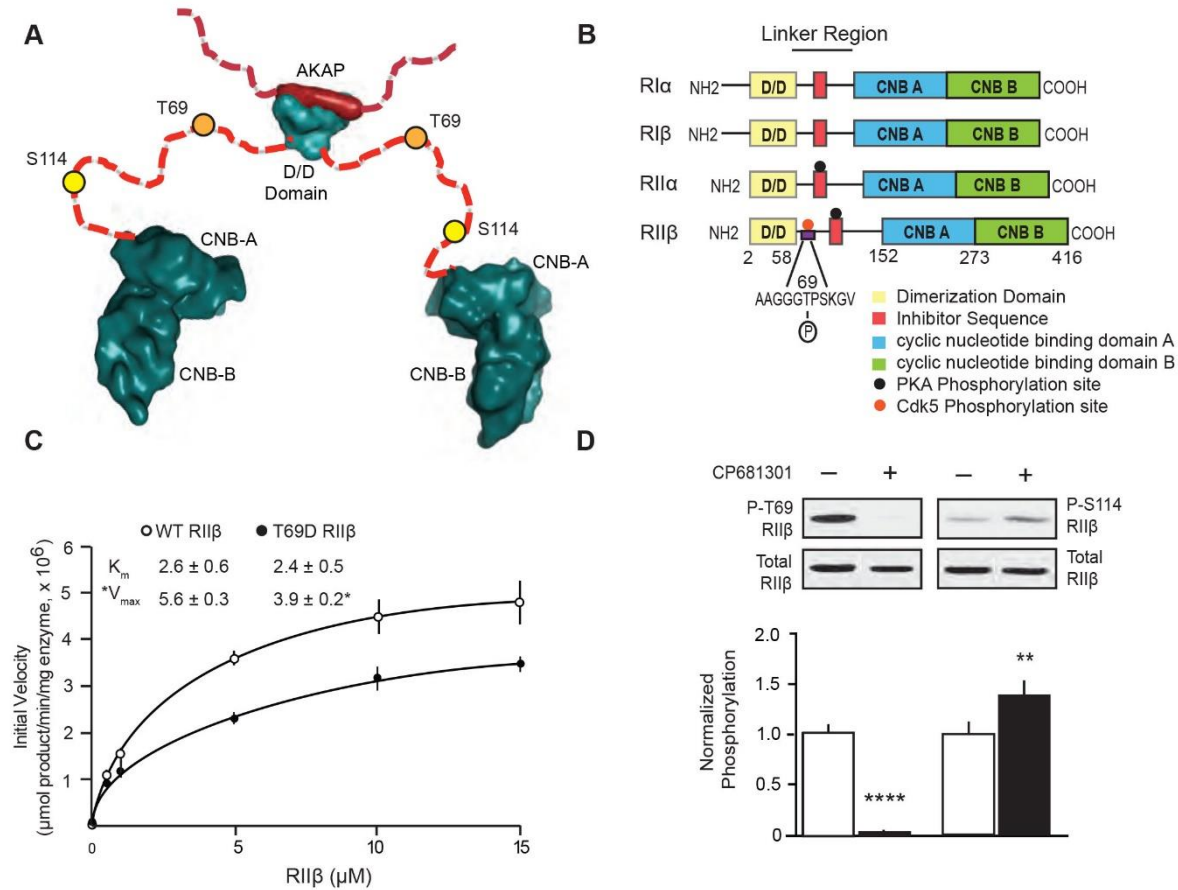 A
AKAP
T69
T69
S114
D/D
Domain
S114
CNB-A
CNB-A
CNB-B
CNB-B
B
Linker Region
RIα NH2 D/D CNB A CNB B COOH
RIβ NH2 D/D CNB A CNB B COOH
RIIα NH2 D/D CNB A CNB B COOH
RIIβ NH2 D/D CNB A CNB B COOH
2 58 152 273 416
69
AAGGGTPSKGV
P
Dimerization Domain
Inhibitor Sequence
cyclic nucleotide binding domain A
cyclic nucleotide binding domain B
PKA Phosphorylation site
Cdk5 Phosphorylation site
C
WT RIIβ T69D RIIβ
Km 2.6 ± 0.6 2.4 ± 0.5
*Vmax 5.6 ± 0.3 3.9 ± 0.2*
Initial Velocity
(µmol product/min/mg enzyme, x 10⁶)
6
5
4
3
2
1
0 5 10 15
RIIβ (µM)
D
CP681301 – + – +
P-T69
RIIβ
P-S114
RIIβ
Total
RIIβ
Total
RIIβ
Normalized
Phosphorylation
2.0
1.5
1.0
0.5
0
****
**